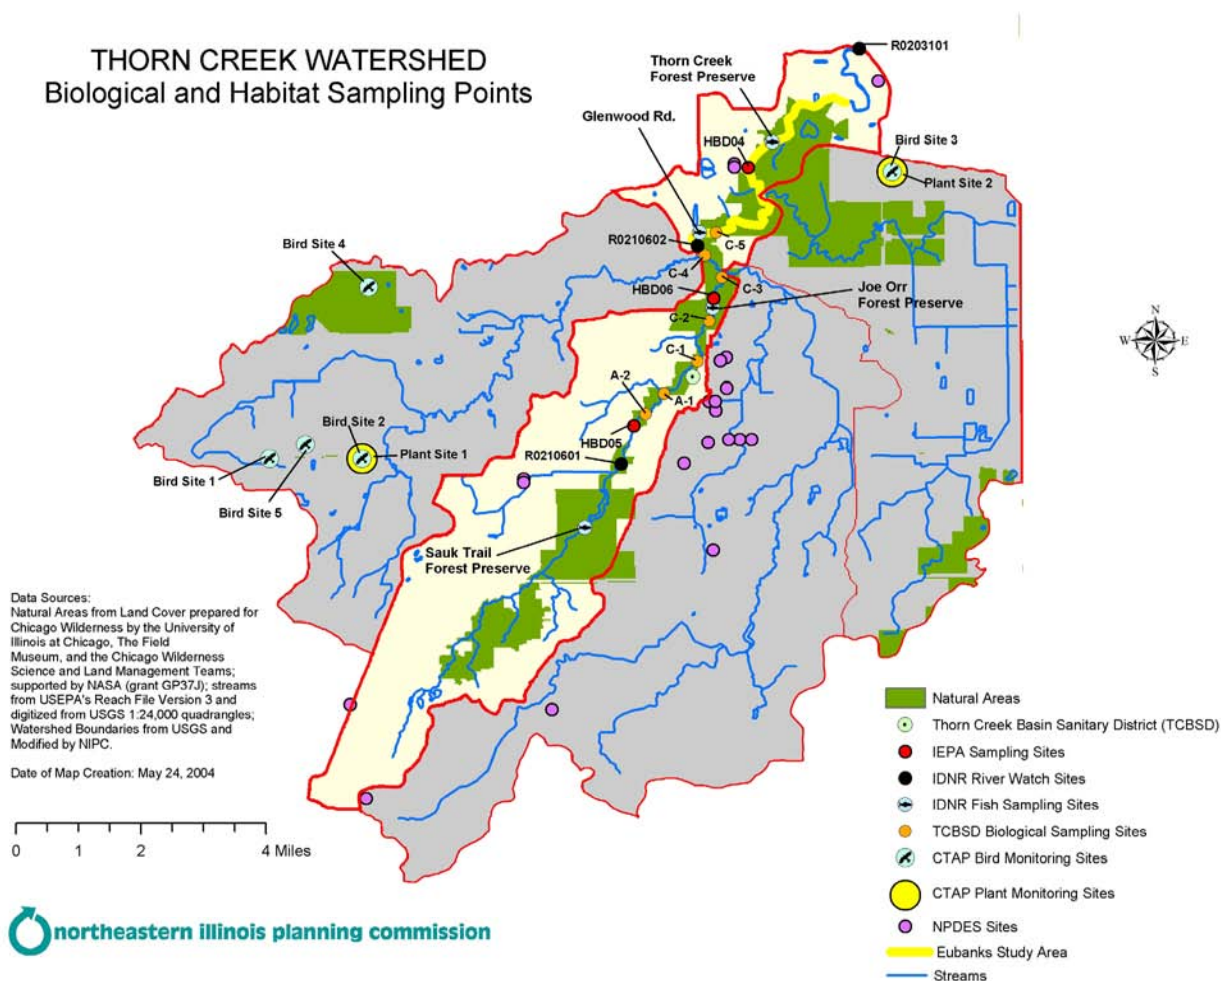 THORN CREEK WATERSHED
Biological and Habitat Sampling Points
R0203101
Thorn Creek
Forest Preserve
Glenwood Rd.
HBD04
Bird Site 3
Plant Site 2
Bird Site 4
R0210602
C-5
C-4
C-3
HBD06
Joe Orr
Forest Preserve
C-2
N
W
E
S
C-1
A-2
A-1
Bird Site 2
HBD05
Plant Site 1
R0210601
Bird Site 1
Bird Site 5
Sauk Trail
Forest Preserve
Data Sources:
Natural Areas from Land Cover prepared for
Chicago Wilderness by the University of
Illinois at Chicago, The Field
Museum, and the Chicago Wilderness
Science and Land Management Teams;
supported by NASA (grant GP37J); streams
from USEPA's Reach File Version 3 and
digitized from USGS 1:24,000 quadrangles;
Watershed Boundaries from USGS and
Modified by NIPC.
Date of Map Creation: May 24, 2004
0 1 2 4 Miles
northeastern illinois planning commission
Natural Areas
Thorn Creek Basin Sanitary District (TCBSD)
IEPA Sampling Sites
IDNR River Watch Sites
IDNR Fish Sampling Sites
TCBSD Biological Sampling Sites
CTAP Bird Monitoring Sites
CTAP Plant Monitoring Sites
NPDES Sites
Eubanks Study Area
Streams